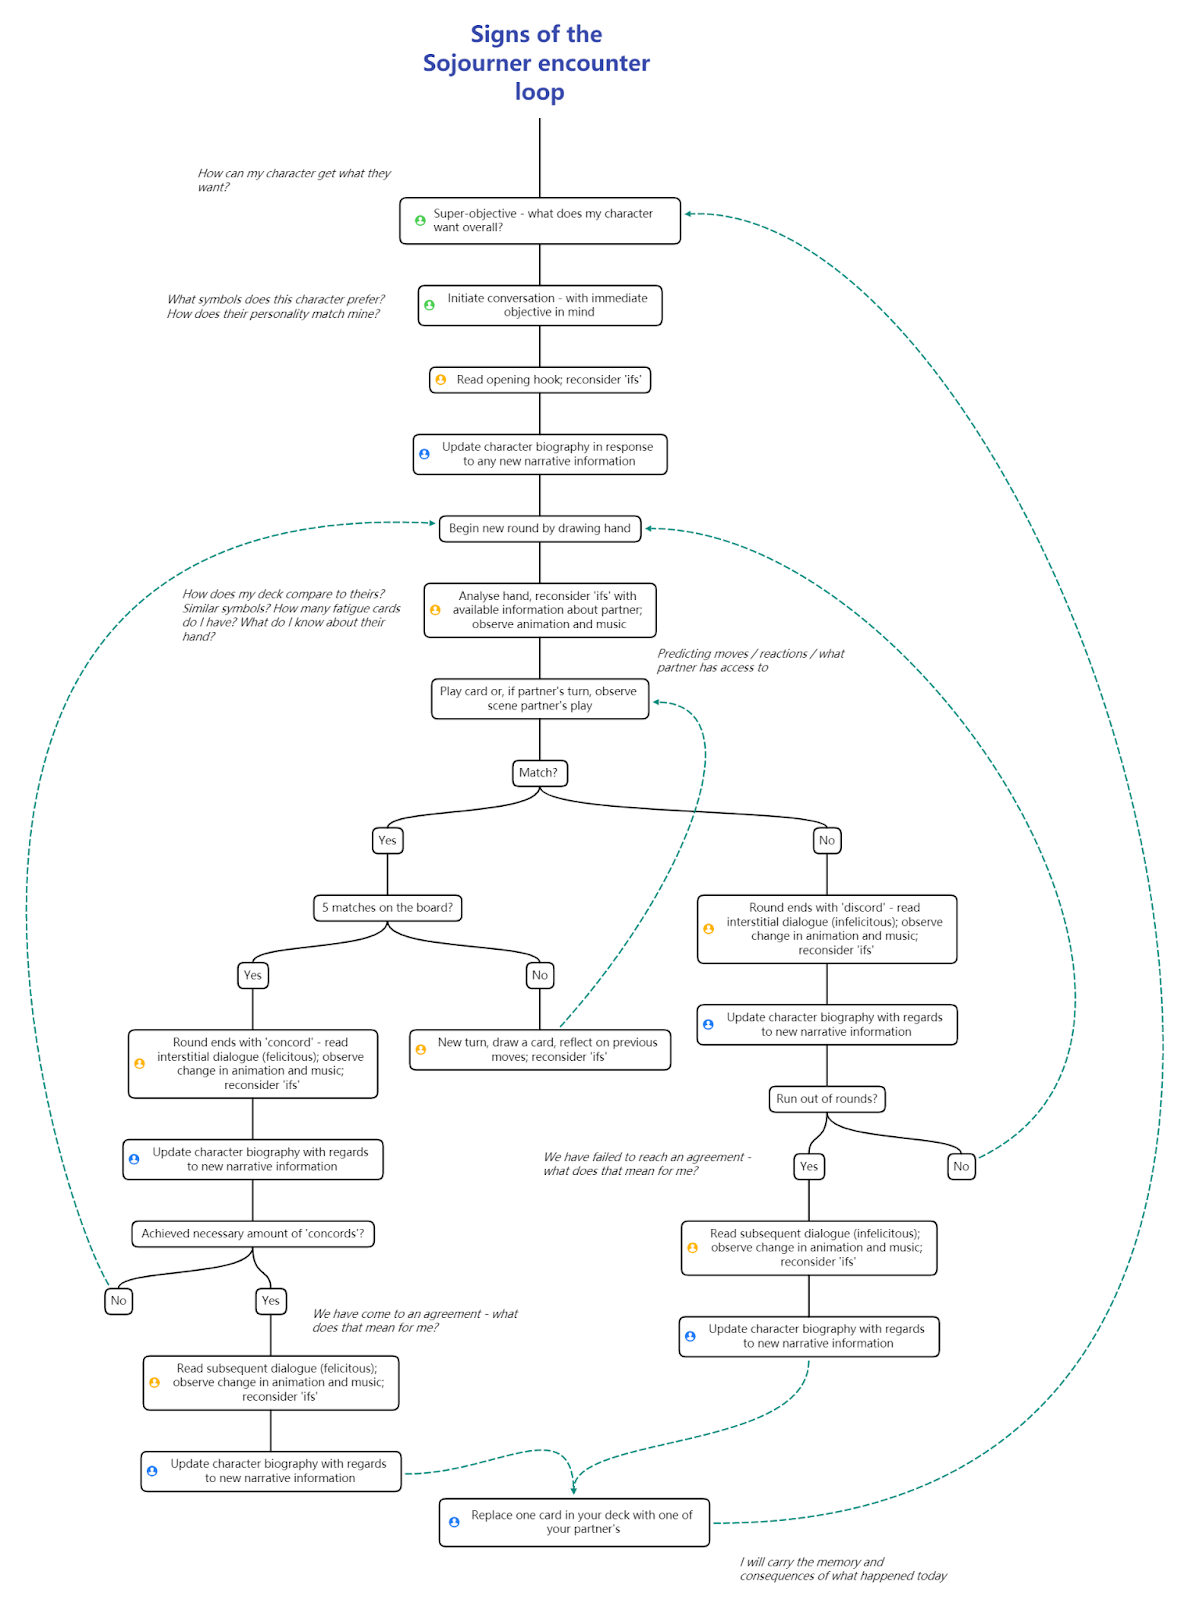 Signs of the
Sojourner encounter
loop
How can my character get what they
want?
Super-objective - what does my character
want overall?
What symbols does this character prefer?
How does their personality match mine?
Initiate conversation - with immediate
objective in mind
Read opening hook; reconsider 'ifs'
Update character biography in response
to any new narrative information
Begin new round by drawing hand
How does my deck compare to theirs?
Similar symbols? How many fatigue cards
do I have? What do I know about their
hand?
Analyse hand, reconsider 'ifs' with
available information about partner;
observe animation and music
Predicting moves / reactions / what
partner has access to
Play card or, if partner's turn, observe
scene partner's play
Match?
Yes
No
5 matches on the board?
Round ends with 'discord' - read
interstitial dialogue (infelicitous); observe
change in animation and music;
reconsider 'ifs'
Yes
No
Update character biography with regards
to new narrative information
Round ends with 'concord' - read
interstitial dialogue (felicitous); observe
change in animation and music;
reconsider 'ifs'
New turn, draw a card, reflect on previous
moves; reconsider 'ifs'
Run out of rounds?
Update character biography with regards
to new narrative information
We have failed to reach an agreement -
what does that mean for me?
Yes
No
Achieved necessary amount of 'concords'?
Read subsequent dialogue (infelicitous);
observe change in animation and music;
reconsider 'ifs'
No
Yes
We have come to an agreement - what
does that mean for me?
Update character biography with regards
to new narrative information
Read subsequent dialogue (felicitous);
observe change in animation and music;
reconsider 'ifs'
Update character biography with regards
to new narrative information
Replace one card in your deck with one of
your partner's
I will carry the memory and
consequences of what happened today